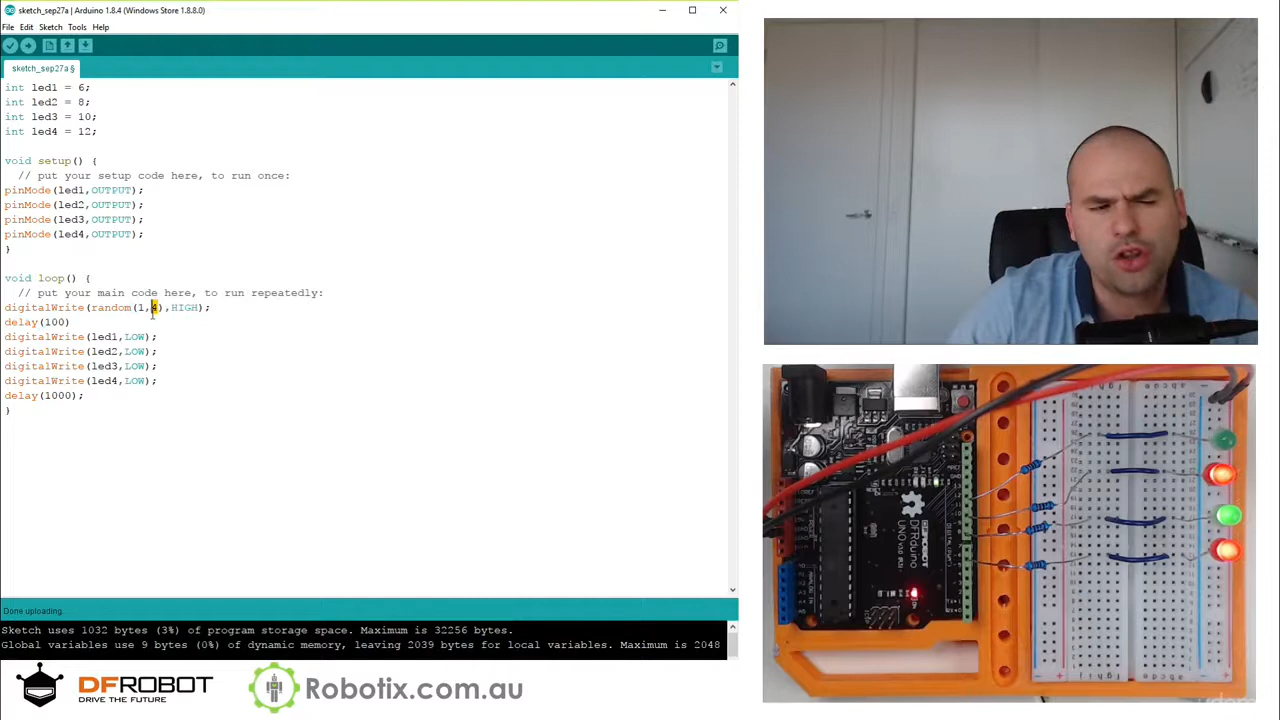 sketch_sep27a | Arduino 1.8.4 (Windows Store 1.8.8.0)
File Edit Sketch Tools Help
sketch_sep27a §
int led1 = 6;
int led2 = 8;
int led3 = 10;
int led4 = 12;
void setup() {
// put your setup code here, to run once:
pinMode(led1,OUTPUT);
pinMode(led2,OUTPUT);
pinMode(led3,OUTPUT);
pinMode(led4,OUTPUT);
}
void loop() {
// put your main code here, to run repeatedly:
digitalWrite(random(1,4),HIGH);
delay(100)
digitalWrite(led1,LOW);
digitalWrite(led2,LOW);
digitalWrite(led3,LOW);
digitalWrite(led4,LOW);
delay(1000);
}
Done uploading.
Sketch uses 1032 bytes (3%) of program storage space. Maximum is 32256 bytes.
Global variables use 9 bytes (0%) of dynamic memory, leaving 2039 bytes for local variables. Maximum is 2048
DFROBOT
DRIVE THE FUTURE
Robotix.com.au
DFRduino
UNO